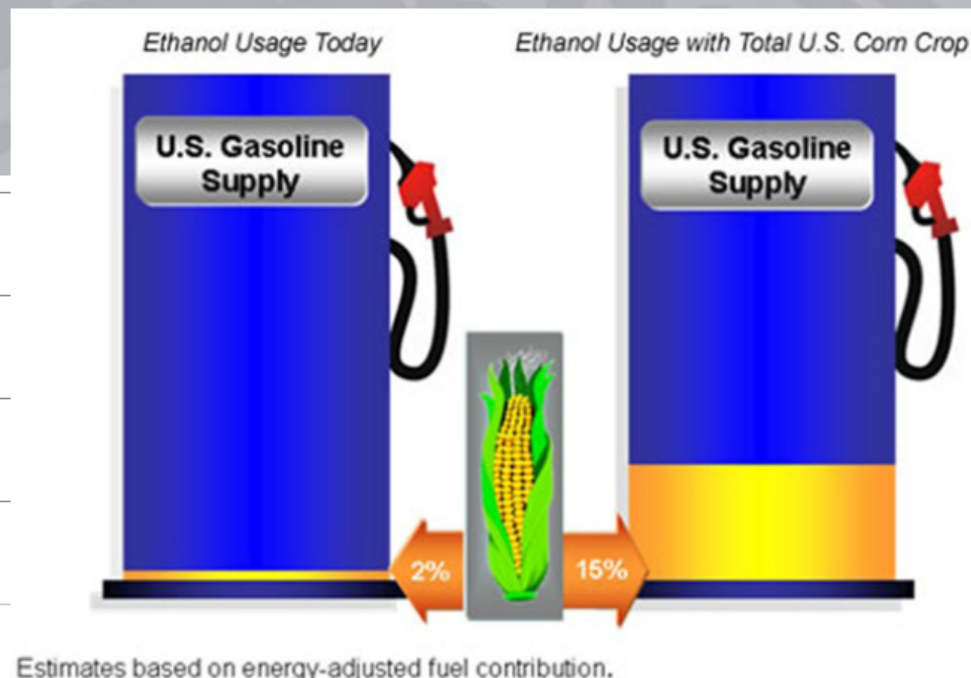 Ethanol Usage Today
Ethanol Usage with Total U.S. Corn Crop
U.S. Gasoline
Supply
U.S. Gasoline
Supply
2%
15%
Estimates based on energy-adjusted fuel contribution.